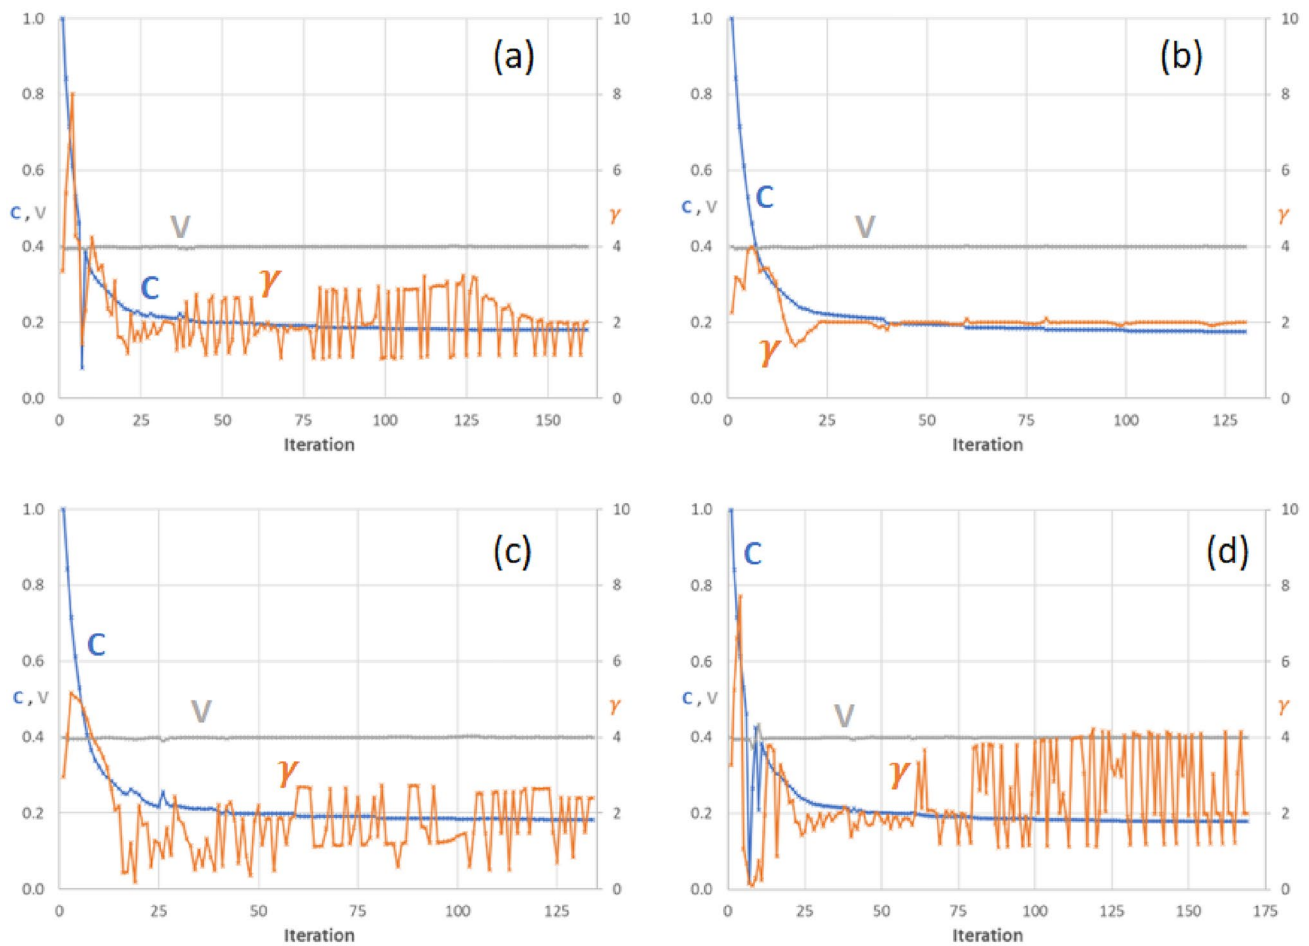 1.0 10 1.0 10
(a) (b)
0.8 8 0.8 8
0.6 6 0.6 6
C , V V γ C , V C V γ
0.4 4 0.4 4
C γ
0.2 2 0.2 2
γ
0.0 0 0.0 0
0 25 50 75 100 125 150 0 25 50 75 100 125
Iteration Iteration
1.0 10 1.0 10
(c) C (d)
0.8 8 0.8 8
C
0.6 6 0.6 6
C , V V γ C , V V γ
0.4 4 0.4 4
γ γ
0.2 2 0.2 2
0.0 0 0.0 0
0 25 50 75 100 125 0 25 50 75 100 125 150 175
Iteration Iteration